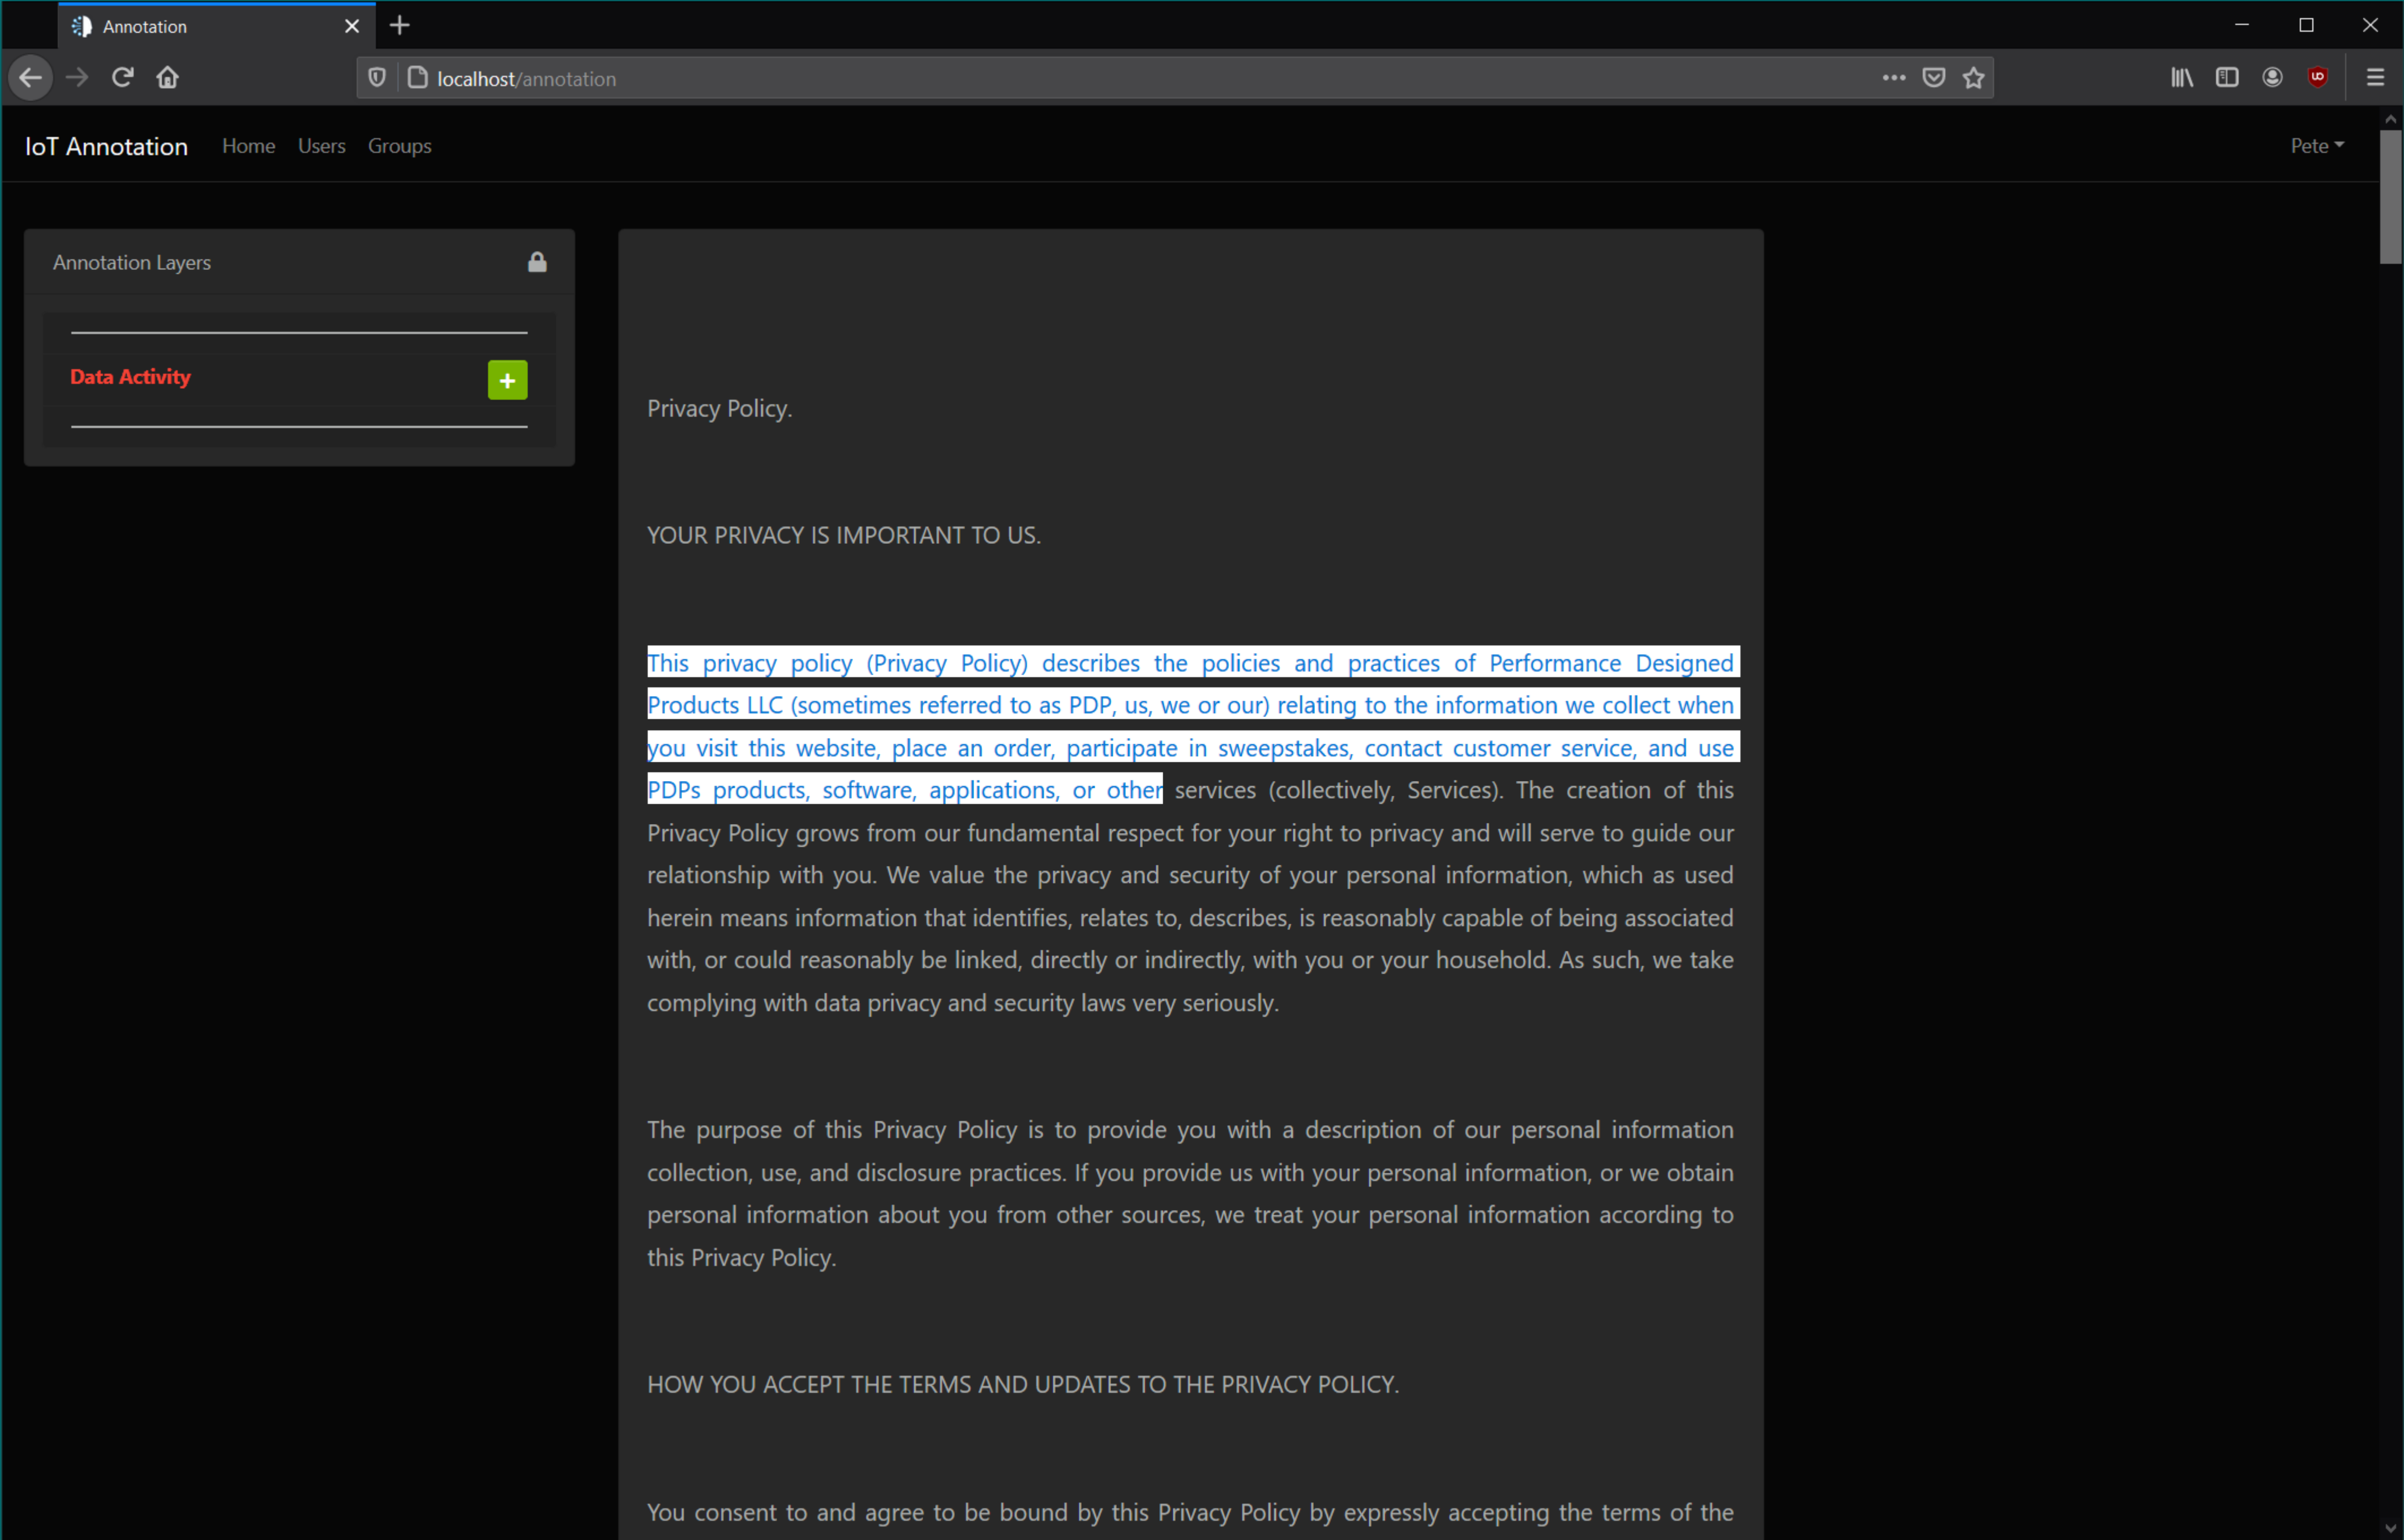 Annotation
localhost/annotation
IoT Annotation Home Users Groups Pete
Annotation Layers
Data Activity
Privacy Policy.
YOUR PRIVACY IS IMPORTANT TO US.
This privacy policy (Privacy Policy) describes the policies and practices of Performance Designed
Products LLC (sometimes referred to as PDP, us, we or our) relating to the information we collect when
you visit this website, place an order, participate in sweepstakes, contact customer service, and use
PDPs products, software, applications, or other services (collectively, Services). The creation of this
Privacy Policy grows from our fundamental respect for your right to privacy and will serve to guide our
relationship with you. We value the privacy and security of your personal information, which as used
herein means information that identifies, relates to, describes, is reasonably capable of being associated
with, or could reasonably be linked, directly or indirectly, with you or your household. As such, we take
complying with data privacy and security laws very seriously.
The purpose of this Privacy Policy is to provide you with a description of our personal information
collection, use, and disclosure practices. If you provide us with your personal information, or we obtain
personal information about you from other sources, we treat your personal information according to
this Privacy Policy.
HOW YOU ACCEPT THE TERMS AND UPDATES TO THE PRIVACY POLICY.
You consent to and agree to be bound by this Privacy Policy by expressly accepting the terms of the